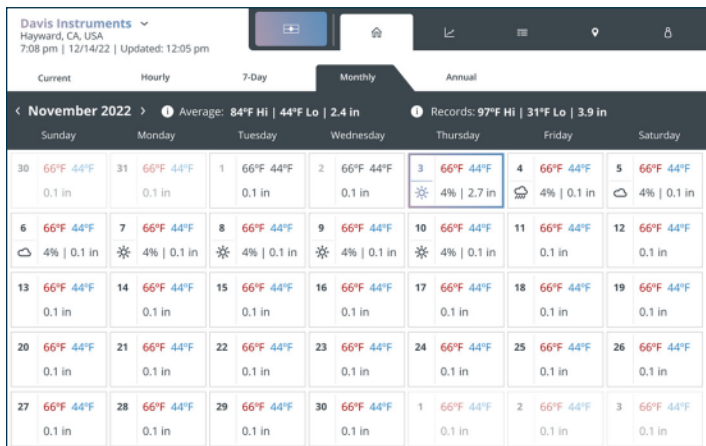 Davis Instruments
Hayward, CA, USA
7:08 pm | 12/14/22 | Updated: 12:05 pm
Current Hourly 7-Day Monthly Annual
< November 2022 > i Average: 84°F Hi | 44°F Lo | 2.4 in i Records: 97°F Hi | 31°F Lo | 3.9 in
Sunday Monday Tuesday Wednesday Thursday Friday Saturday
30 66°F 44°F 31 66°F 44°F 1 66°F 44°F 2 66°F 44°F 3 66°F 44°F 4 66°F 44°F 5 66°F 44°F
0.1 in 0.1 in 0.1 in 0.1 in 4% | 2.7 in 4% | 0.1 in 4% | 0.1 in
6 66°F 44°F 7 66°F 44°F 8 66°F 44°F 9 66°F 44°F 10 66°F 44°F 11 66°F 44°F 12 66°F 44°F
4% | 0.1 in 4% | 0.1 in 4% | 0.1 in 4% | 0.1 in 4% | 0.1 in 0.1 in 0.1 in
13 66°F 44°F 14 66°F 44°F 15 66°F 44°F 16 66°F 44°F 17 66°F 44°F 18 66°F 44°F 19 66°F 44°F
0.1 in 0.1 in 0.1 in 0.1 in 0.1 in 0.1 in 0.1 in
20 66°F 44°F 21 66°F 44°F 22 66°F 44°F 23 66°F 44°F 24 66°F 44°F 25 66°F 44°F 26 66°F 44°F
0.1 in 0.1 in 0.1 in 0.1 in 0.1 in 0.1 in 0.1 in
27 66°F 44°F 28 66°F 44°F 29 66°F 44°F 30 66°F 44°F 1 66°F 44°F 2 66°F 44°F 3 66°F 44°F
0.1 in 0.1 in 0.1 in 0.1 in 0.1 in 0.1 in 0.1 in